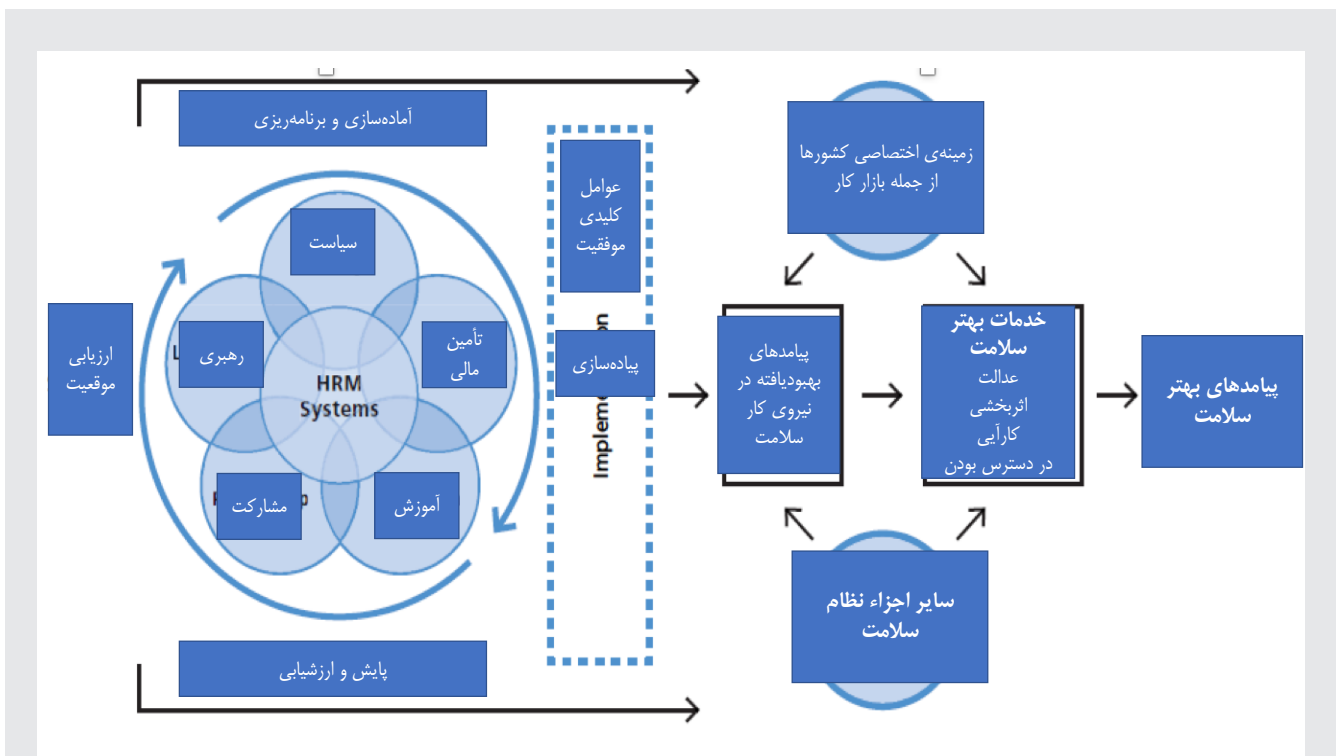 آماده‌سازی و برنامه‌ریزی
زمینه‌ی اختصاصی کشورها
از جمله بازار کار
عوامل
کلیدی
موفقیت
سیاست
ارزیابی
موقعیت
رهبری
تأمین
مالی
HRM
Systems
مشارکت
آموزش
پیاده‌سازی
Implemen
on
پیامدهای
بهبودیافته در
نیروی کار
سلامت
خدمات بهتر
سلامت
عدالت
اثربخشی
کارآیی
در دسترس بودن
پیامدهای بهتر
سلامت
سایر اجزاء نظام
سلامت
پایش و ارزشیابی